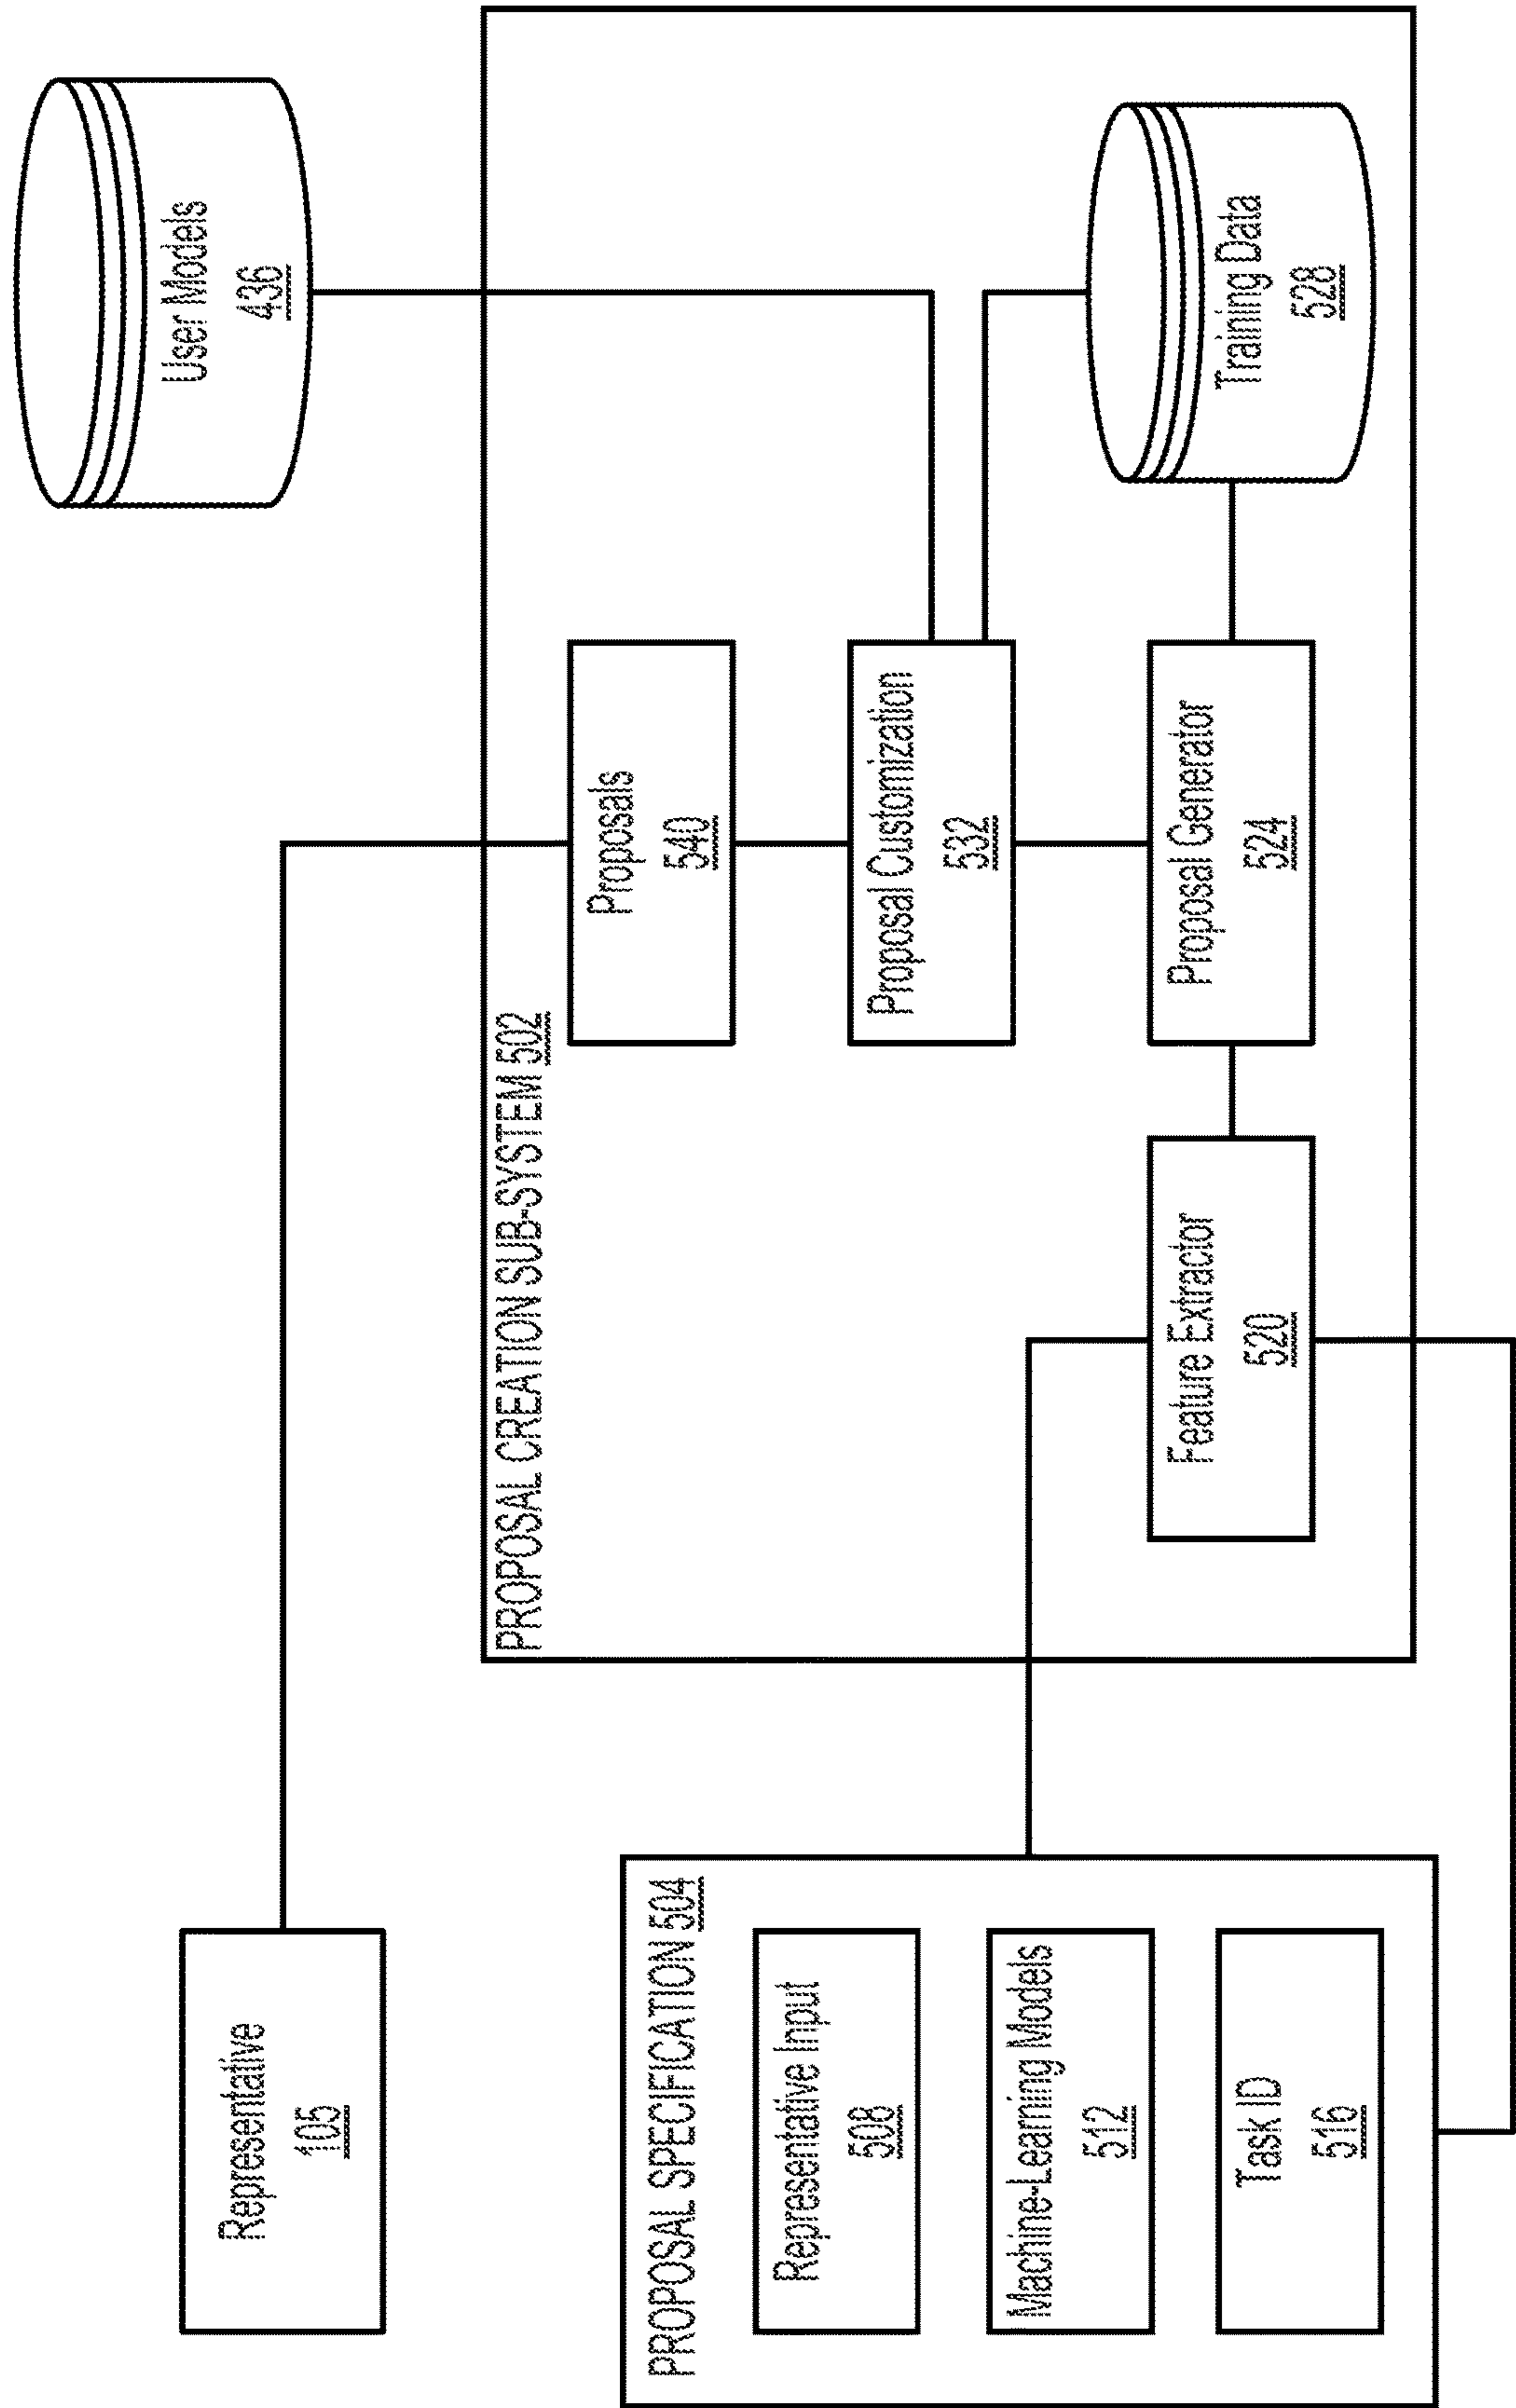 Representative
105
User Models
436
PROPOSAL CREATION SUB-SYSTEM 502
Proposals
540
PROPOSAL SPECIFICATION 504
Representative Input
508
Proposal Customization
532
Machine-Learning Models
512
Feature Extractor
520
Proposal Generator
524
Training Data
528
Task ID
516